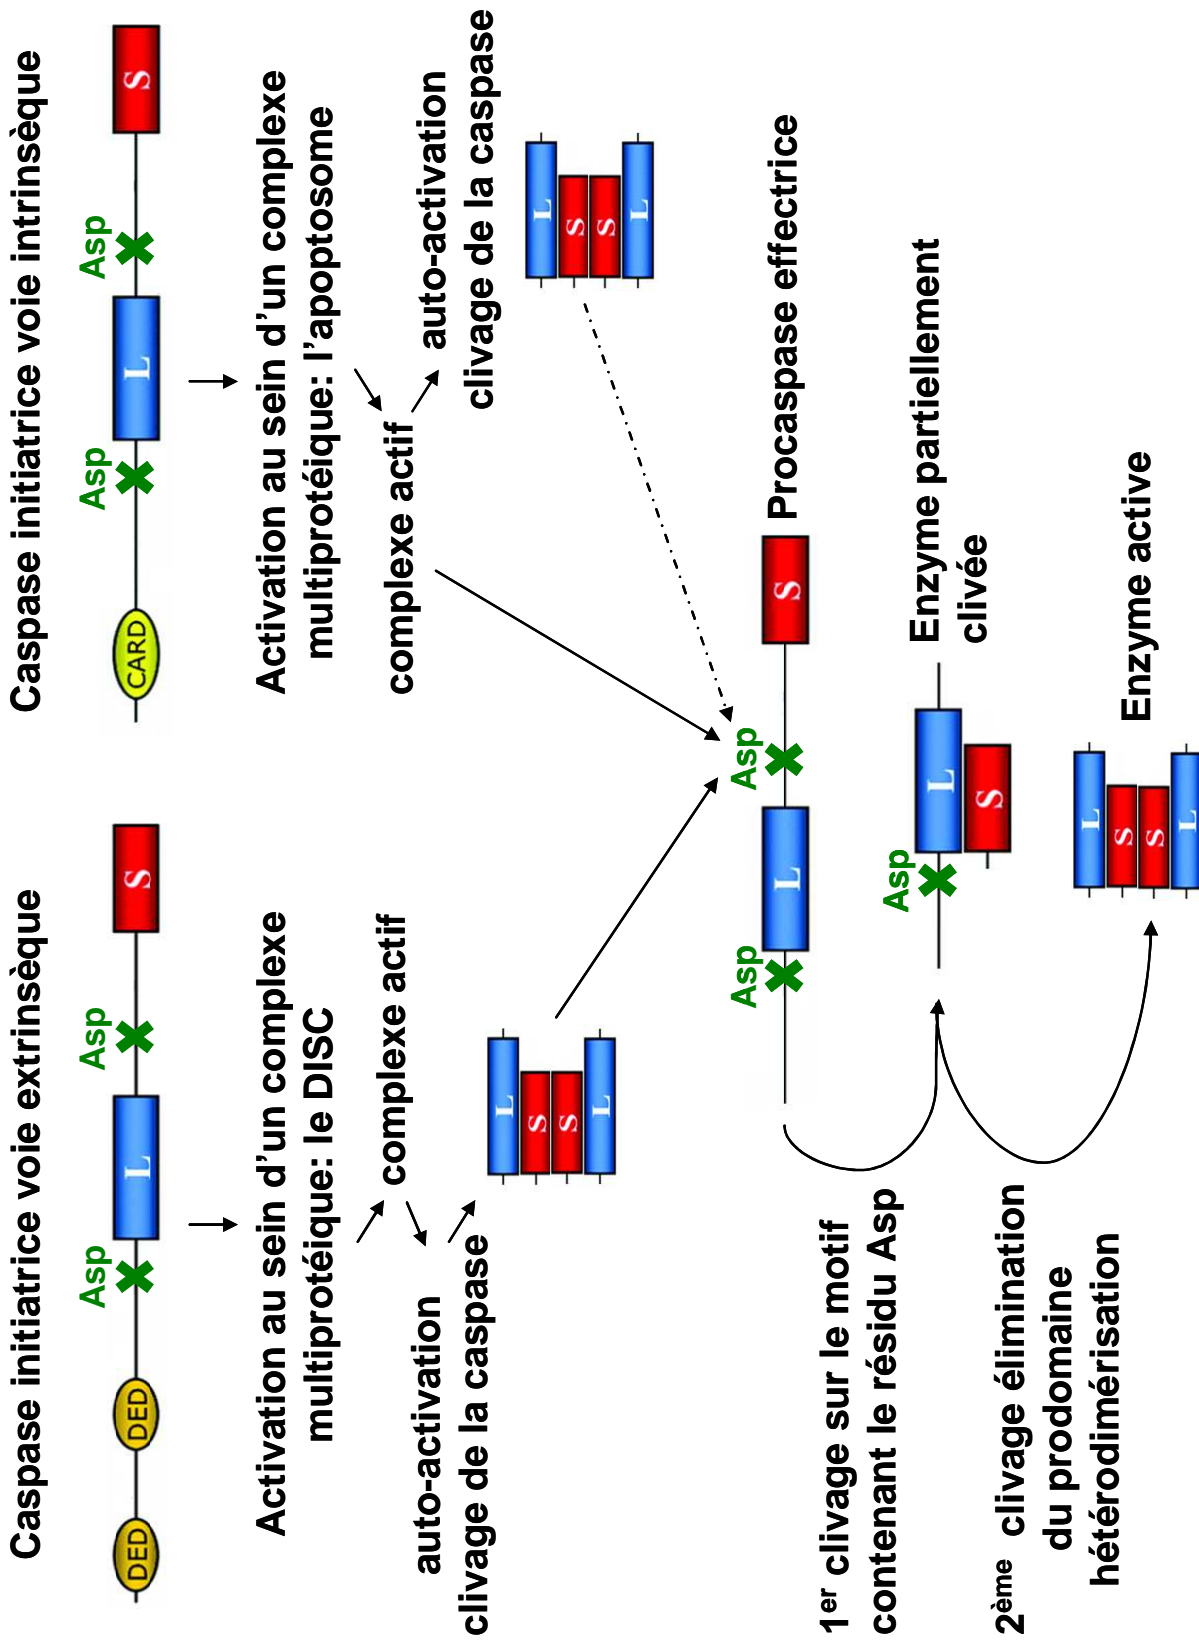 Caspase initiatrice voie extrinsèque
DED
DED
Asp
L
Asp
S
Activation au sein d'un complexe
multiprotéique: le DISC
complexe actif
auto-activation
clivage de la caspase
L
S
S
L
Caspase initiatrice voie intrinsèque
CARD
Asp
L
Asp
S
Activation au sein d'un complexe
multiprotéique: l'apoptosome
complexe actif
auto-activation
clivage de la caspase
L
S
S
L
Asp
L
Asp
S
Procaspase effectrice
1er clivage sur le motif
contenant le résidu Asp
Asp
L
S
Enzyme partiellement
clivée
2ème clivage élimination
du prodomaine
hétérodimérisation
L
S
S
L
Enzyme active